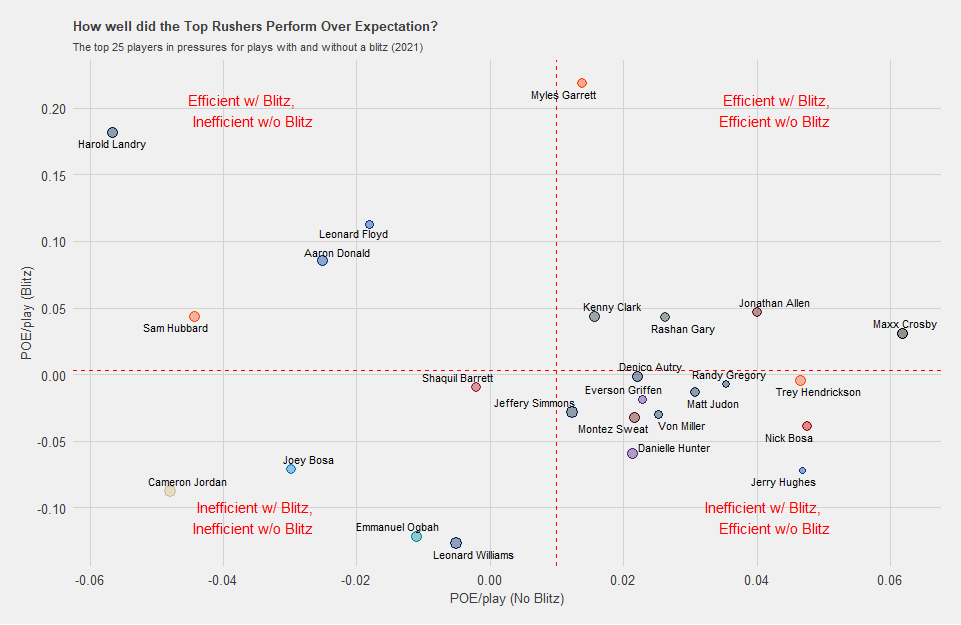 How well did the Top Rushers Perform Over Expectation?
The top 25 players in pressures for plays with and without a blitz (2021)
POE/play (Blitz)
0.20
0.15
0.10
0.05
0.00
-0.05
-0.10
Efficient w/ Blitz,
Inefficient w/o Blitz
Efficient w/ Blitz,
Efficient w/o Blitz
Myles Garrett
Harold Landry
Leonard Floyd
Aaron Donald
Sam Hubbard
Kenny Clark
Rashan Gary
Jonathan Allen
Maxx Crosby
Shaquil Barrett
Denico Autry
Randy Gregory
Everson Griffen
Trey Hendrickson
Jeffery Simmons
Matt Judon
Montez Sweat
Von Miller
Nick Bosa
Danielle Hunter
Joey Bosa
Cameron Jordan
Jerry Hughes
Inefficient w/ Blitz,
Inefficient w/o Blitz
Inefficient w/ Blitz,
Efficient w/o Blitz
Emmanuel Ogbah
Leonard Williams
-0.06
-0.04
-0.02
0.00
0.02
0.04
0.06
POE/play (No Blitz)